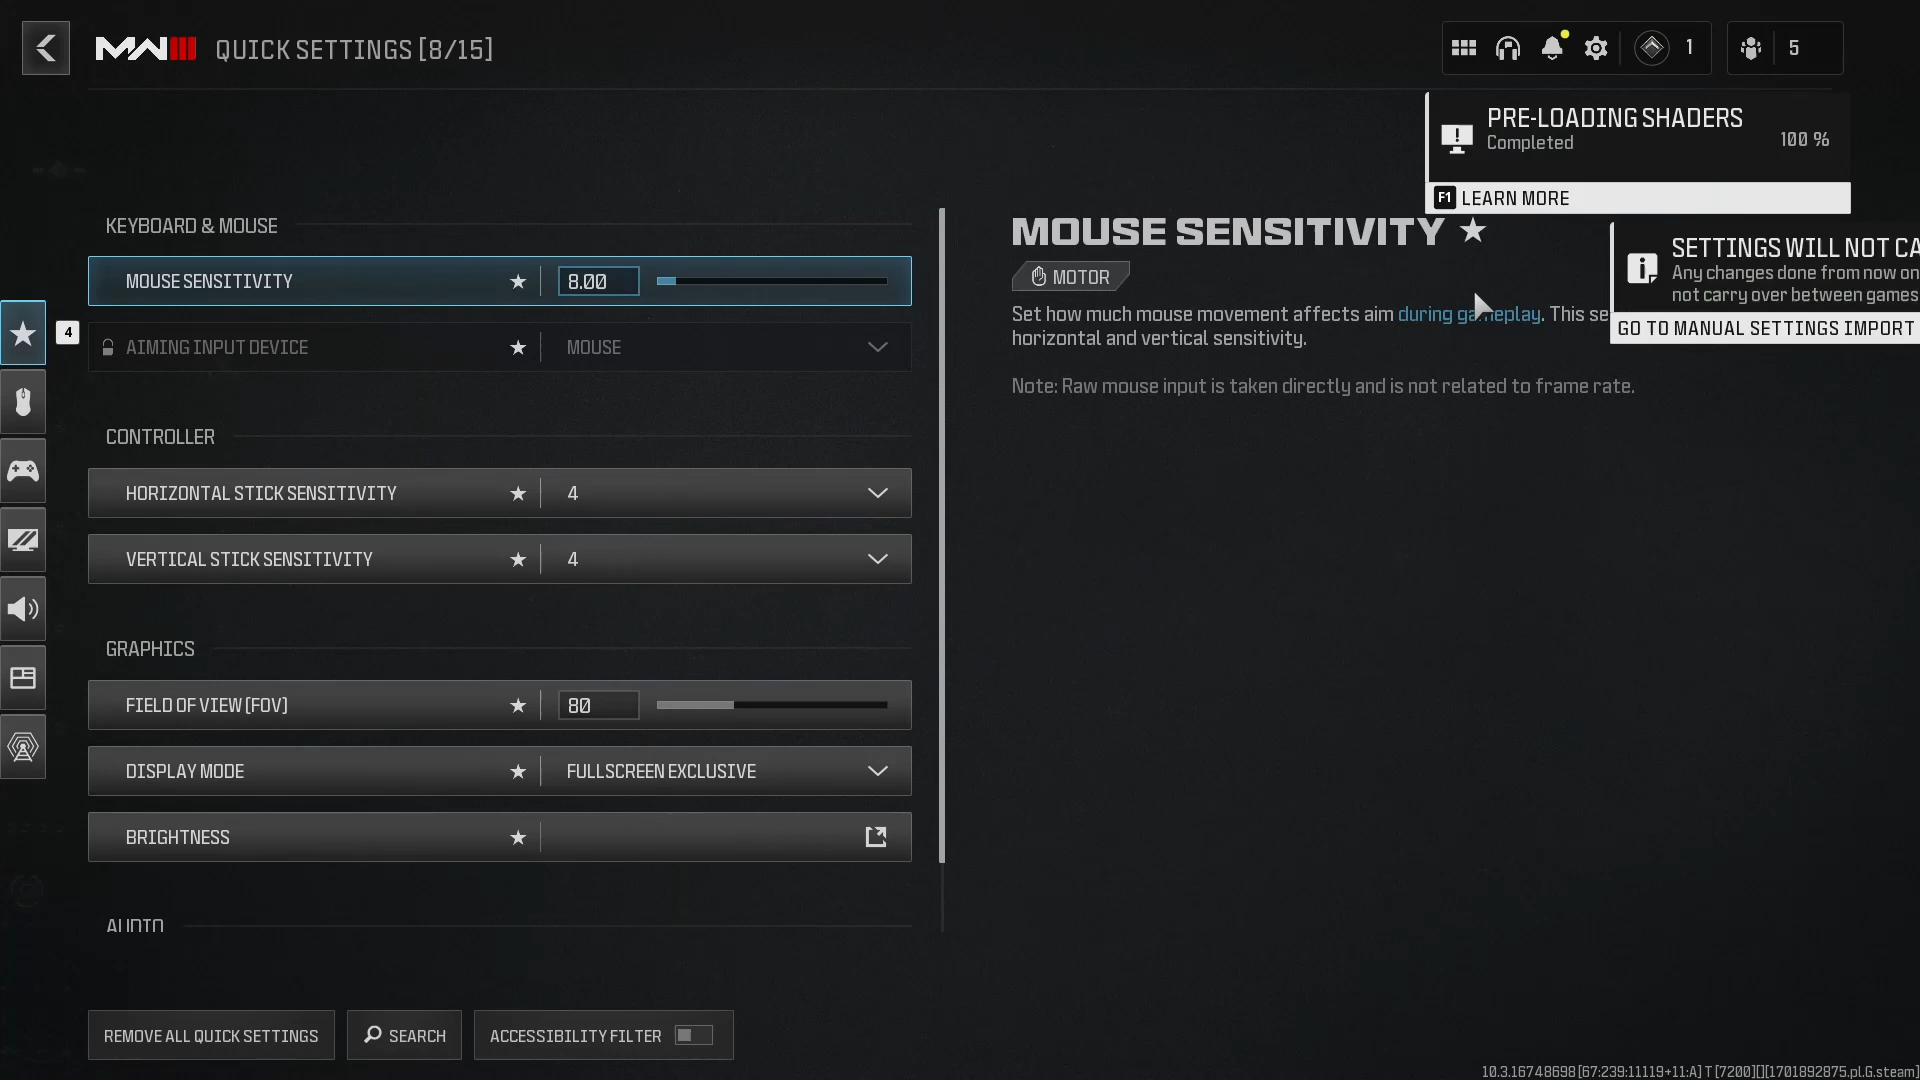 MWIII QUICK SETTINGS [8/15]
1
5
PRE-LOADING SHADERS
Completed
100 %
F1 LEARN MORE
SETTINGS WILL NOT CA
Any changes done from now on
not carry over between games
GO TO MANUAL SETTINGS IMPORT
KEYBOARD & MOUSE
MOUSE SENSITIVITY
8.00
4
AIMING INPUT DEVICE
MOUSE
CONTROLLER
HORIZONTAL STICK SENSITIVITY
4
VERTICAL STICK SENSITIVITY
4
GRAPHICS
FIELD OF VIEW [FOV]
80
DISPLAY MODE
FULLSCREEN EXCLUSIVE
BRIGHTNESS
AUDIO
MOUSE SENSITIVITY
MOTOR
Set how much mouse movement affects aim during gameplay. This se
horizontal and vertical sensitivity.
Note: Raw mouse input is taken directly and is not related to frame rate.
REMOVE ALL QUICK SETTINGS
SEARCH
ACCESSIBILITY FILTER
10.3.16748698 [67:239:11119+11:A] T [7200][][1701892875.pl.G.steam]